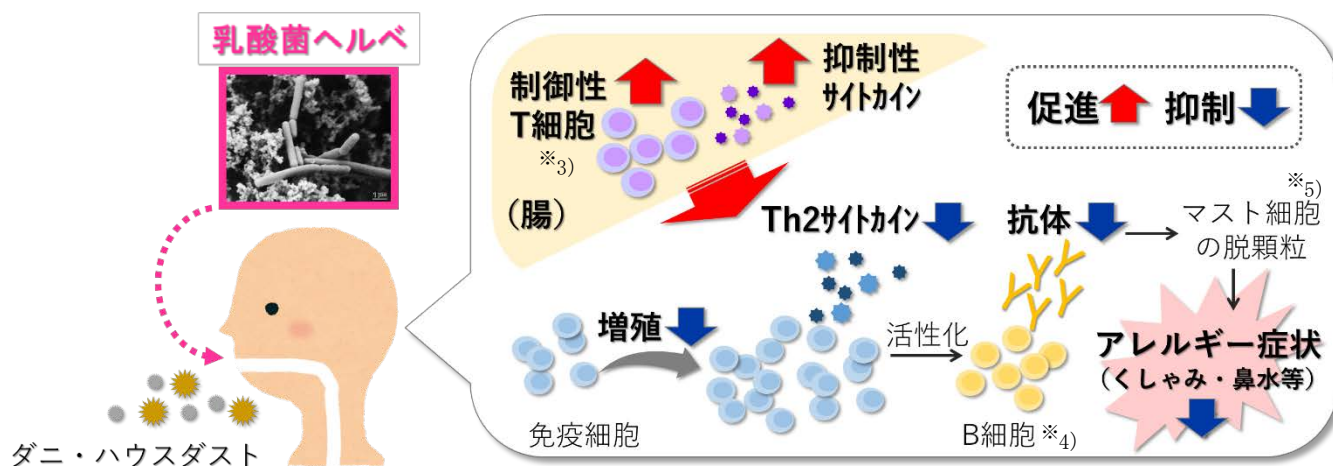 乳酸菌ヘルベ
1 μm
ダニ・ハウスダスト
制御性
T細胞
※3)
抑制性
サイトカイン
(腸)
促進 抑制
Th2サイトカイン
抗体
※5)
マスト細胞
の脱顆粒
増殖
活性化
アレルギー症状
(くしゃみ・鼻水等)
免疫細胞
B細胞※4)